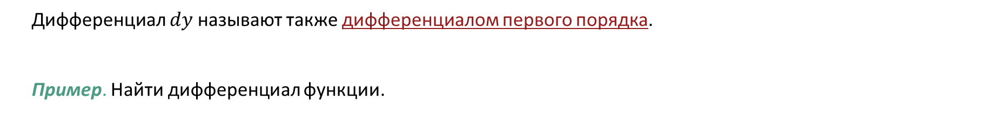 Дифференциал dy называют также дифференциалом первого порядка.
Пример. Найти дифференциал функции.